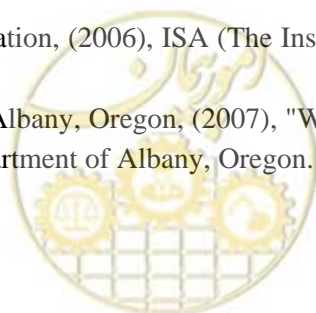 ation, (2006), ISA (The Ins
Albany, Oregon, (2007), "W
artment of Albany, Oregon.